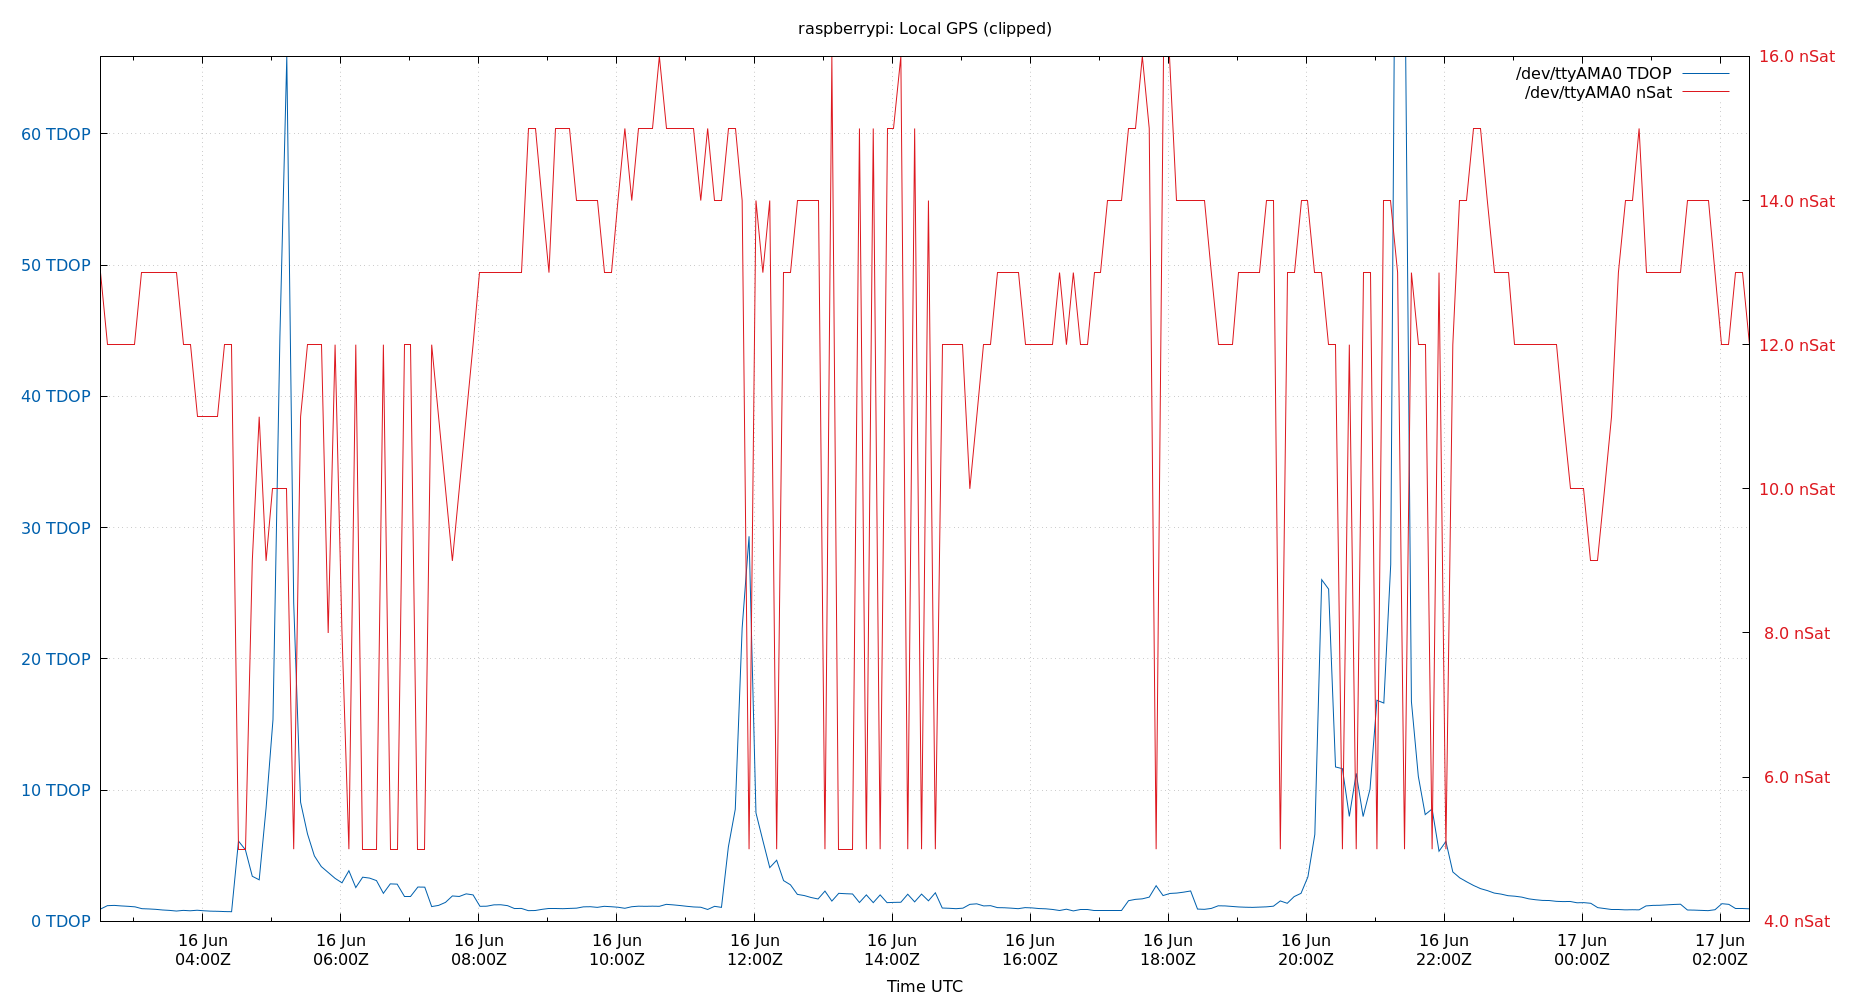 raspberrypi: Local GPS (clipped)
16.0 nSat
/dev/ttyAMA0 TDOP
/dev/ttyAMA0 nSat
60 TDOP
14.0 nSat
50 TDOP
12.0 nSat
40 TDOP
10.0 nSat
30 TDOP
8.0 nSat
20 TDOP
6.0 nSat
10 TDOP
0 TDOP
4.0 nSat
16 Jun 16 Jun 16 Jun 16 Jun 16 Jun 16 Jun 16 Jun 16 Jun 16 Jun 16 Jun 17 Jun 17 Jun
04:00Z 06:00Z 08:00Z 10:00Z 12:00Z 14:00Z 16:00Z 18:00Z 20:00Z 22:00Z 00:00Z 02:00Z
Time UTC